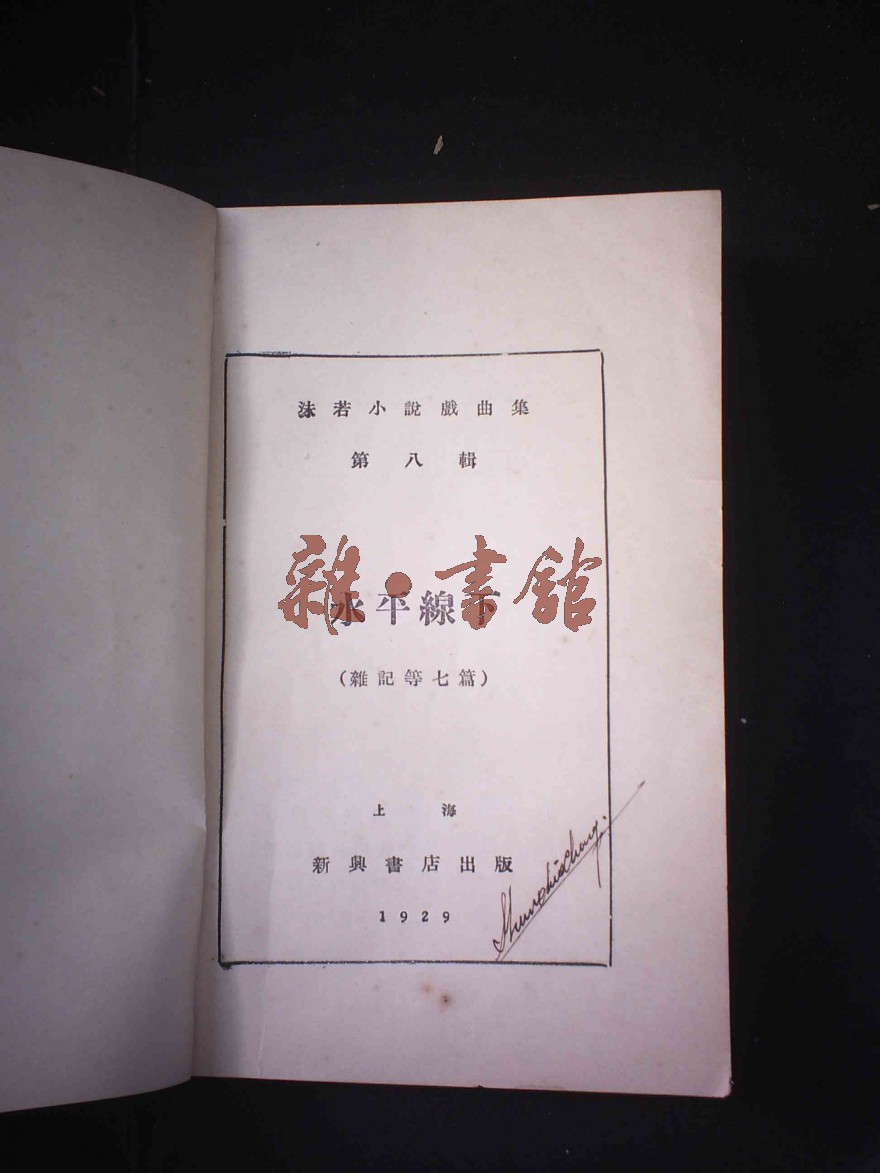 沫若小說戲曲集
第八輯
雜·書館
水平線下
(雜記等七篇)
上海
新興書店出版
1929